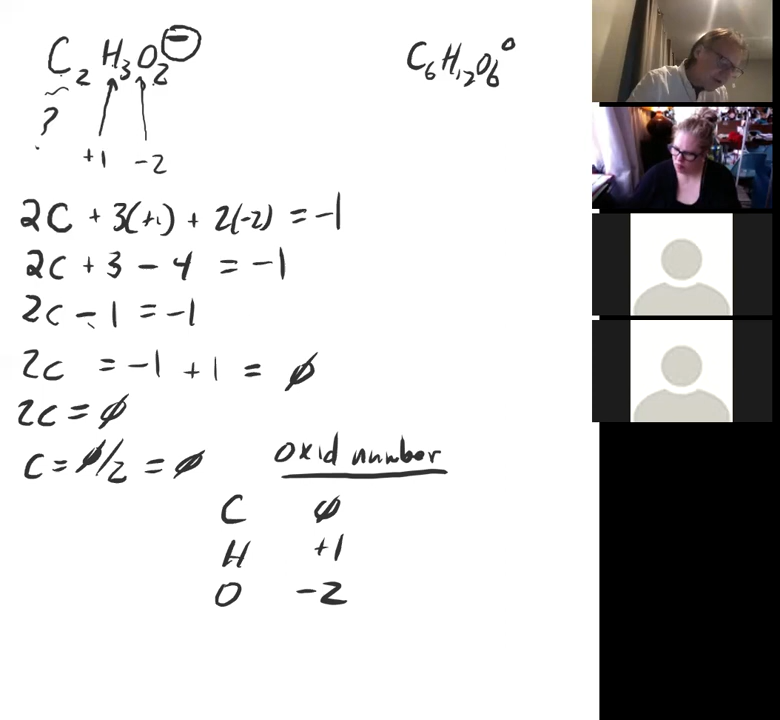 C₂H₃O₂⊖
C₆H₁₂O₆⁰
?
+1 -2
2C + 3(+1) + 2(-2) = -1
2C + 3 - 4 = -1
2C - 1 = -1
2C = -1 + 1 = ∅
2C = ∅
C = ∅/2 = ∅
Oxid number
C ∅
H +1
O -2